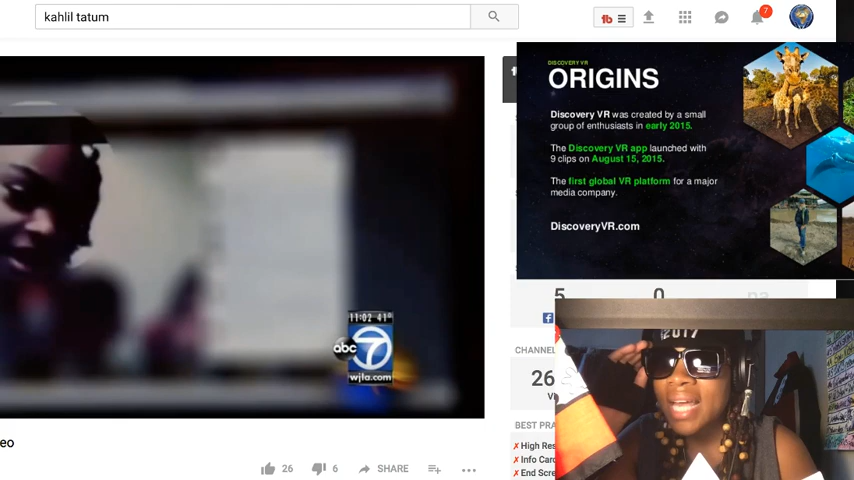 kahlil tatum
7
DISCOVERY VR
ORIGINS
Discovery VR was created by a small
group of enthusiasts in early 2015.
The Discovery VR app launched with
9 clips on August 15, 2015.
The first global VR platform for a major
media company.
DiscoveryVR.com
11:02 41°
abc 7
wjla.com
5 0 na
CHANNEL
26
2017
BEST PRA
✗ High Res
✗ Info Card
✗ End Scre
eo
26 6 SHARE